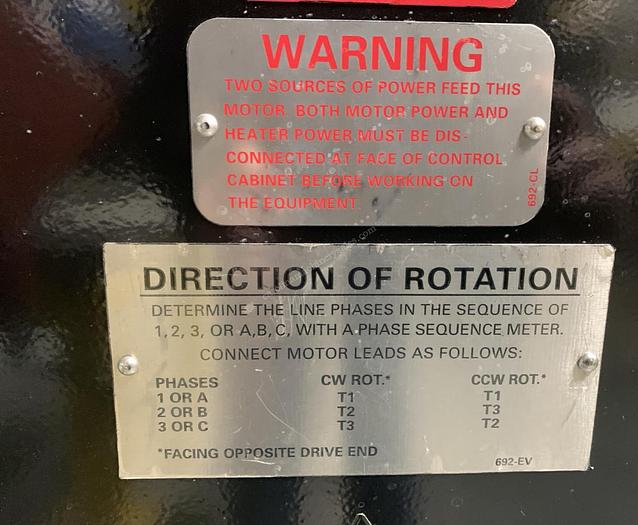 WARNING
TWO SOURCES OF POWER FEED THIS
MOTOR. BOTH MOTOR POWER AND
HEATER POWER MUST BE DIS-
CONNECTED AT FACE OF CONTROL
CABINET BEFORE WORKING ON
THE EQUIPMENT.
692-CL
DIRECTION OF ROTATION
DETERMINE THE LINE PHASES IN THE SEQUENCE OF
1,2, 3, OR A,B,C, WITH A PHASE SEQUENCE METER.
CONNECT MOTOR LEADS AS FOLLOWS:
PHASES CW ROT.* CCW ROT.*
1 OR A T1 T1
2 OR B T2 T3
3 OR C T3 T2
*FACING OPPOSITE DRIVE END
692-EV